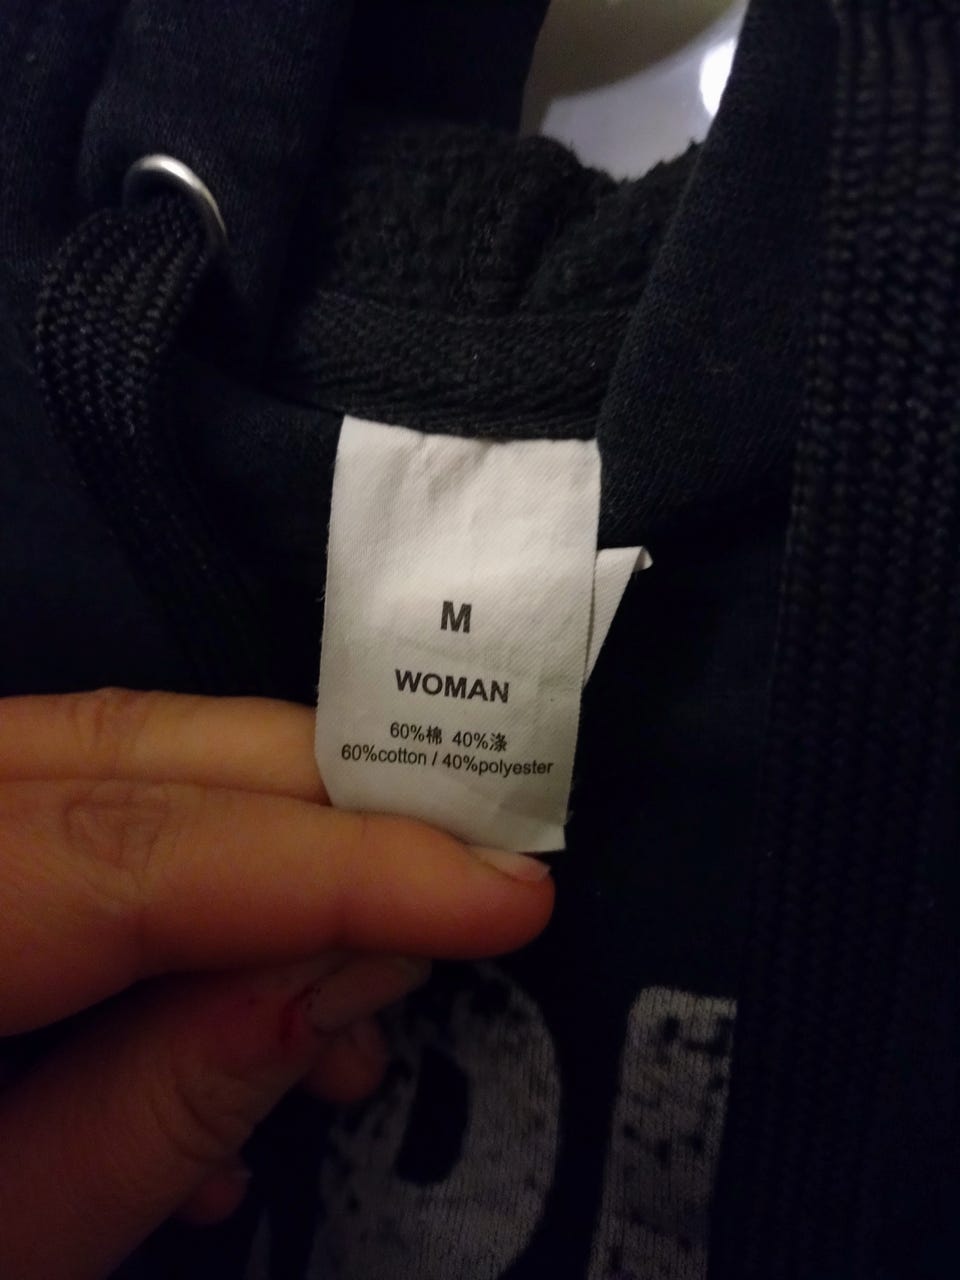 M
WOMAN
60%棉 40%涤
60%cotton / 40%polyester